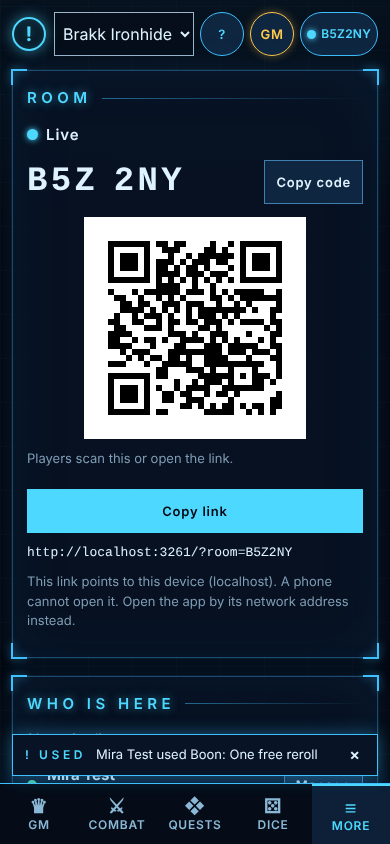 !
Brakk Ironhide
?
GM
B5Z2NY
ROOM
Live
B5Z 2NY
Copy code
Players scan this or open the link.
Copy link
http://localhost:3261/?room=B5Z2NY
This link points to this device (localhost). A phone
cannot open it. Open the app by its network address
instead.
WHO IS HERE
! USED Mira Test used Boon: One free reroll ×
Mira Test
GM
COMBAT
QUESTS
DICE
MORE